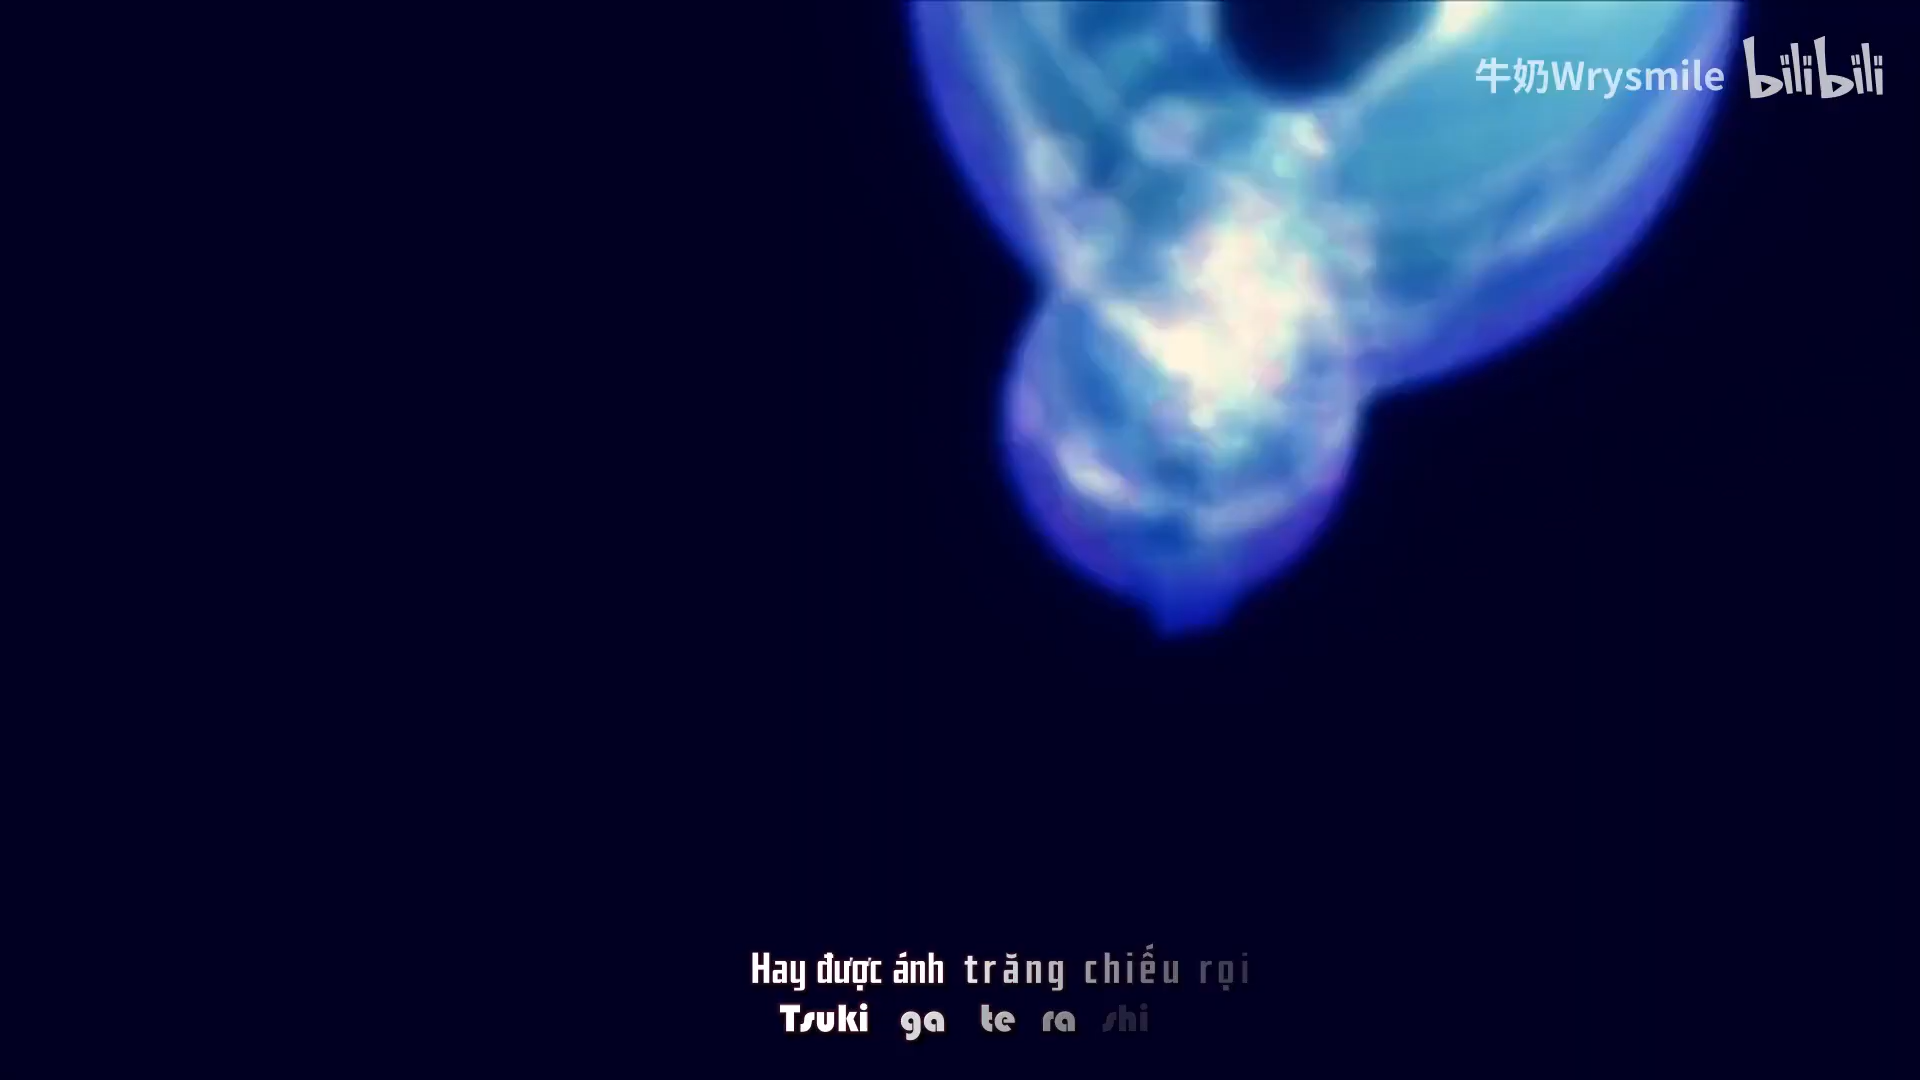 牛奶Wrysmile bilibili
Hay được ánh trăng chiếu rọi
Tsuki ga te ra shi